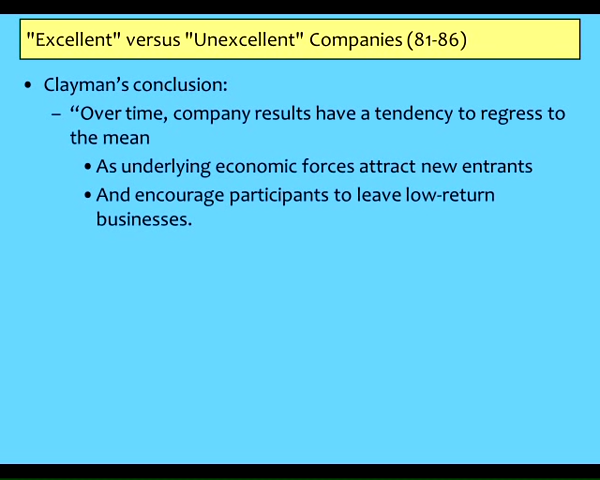 "Excellent" versus "Unexcellent" Companies (81-86)
• Clayman’s conclusion:
– “Over time, company results have a tendency to regress to
the mean
• As underlying economic forces attract new entrants
• And encourage participants to leave low-return
businesses.